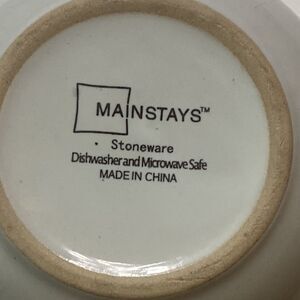 MAINSTAYS™
Stoneware
Dishwasher and Microwave Safe
MADE IN CHINA